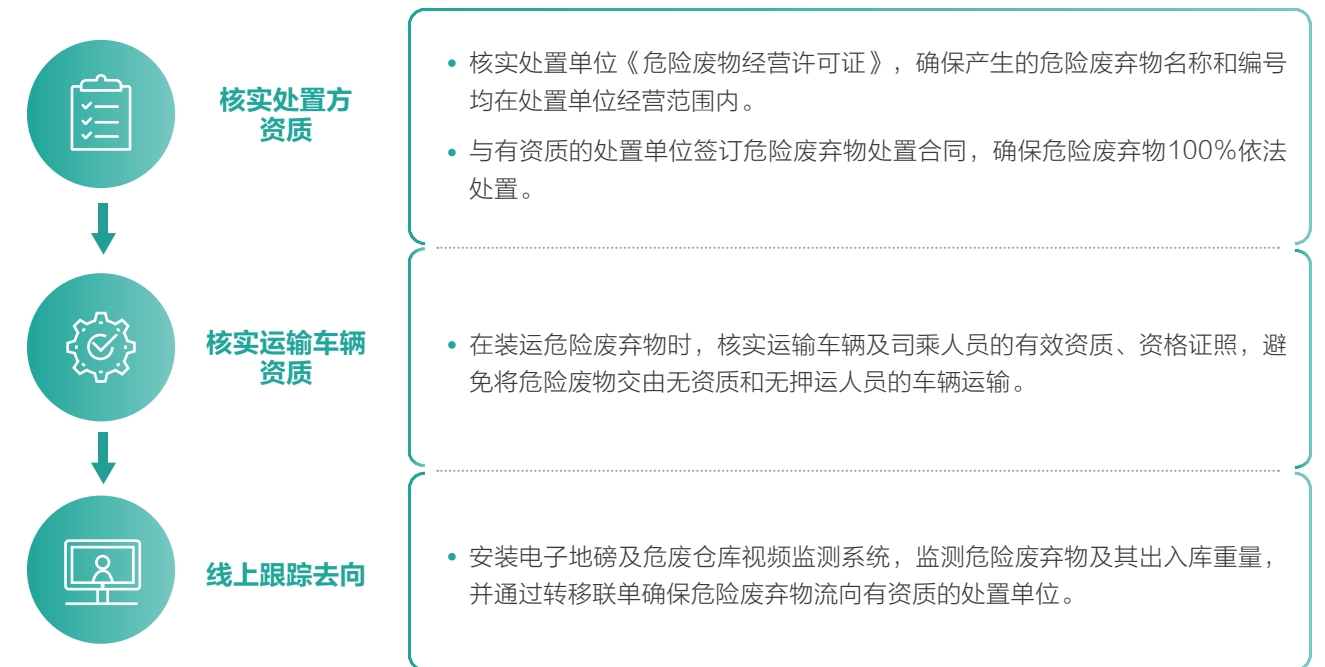 核实处置方
资质
• 核实处置单位《危险废物经营许可证》，确保产生的危险废弃物名称和编号
均在处置单位经营范围内。
• 与有资质的处置单位签订危险废弃物处置合同，确保危险废弃物100%依法
处置。
核实运输车辆
资质
• 在装运危险废弃物时，核实运输车辆及司乘人员的有效资质、资格证照，避
免将危险废物交由无资质和无押运人员的车辆运输。
线上跟踪去向
• 安装电子地磅及危废仓库视频监测系统，监测危险废弃物及其出入库重量，
并通过转移联单确保危险废弃物流向有资质的处置单位。